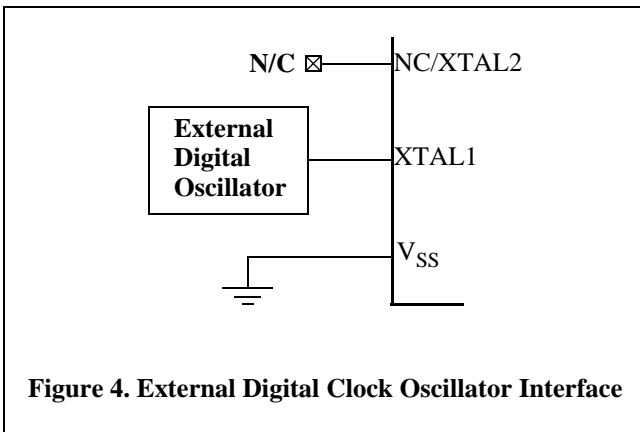 N/C NC/XTAL2
External
Digital
Oscillator
XTAL1
VSS
Figure 4. External Digital Clock Oscillator Interface